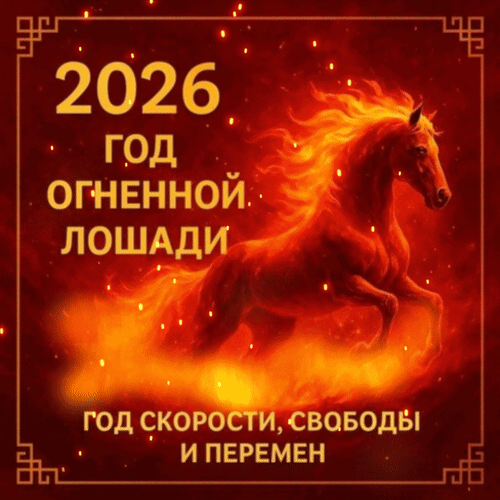 2026
ГОД
ОГНЕННОЙ
ЛОШАДИ
ГОД СКОРОСТИ, СВОБОДЫ
И ПЕРЕМЕН